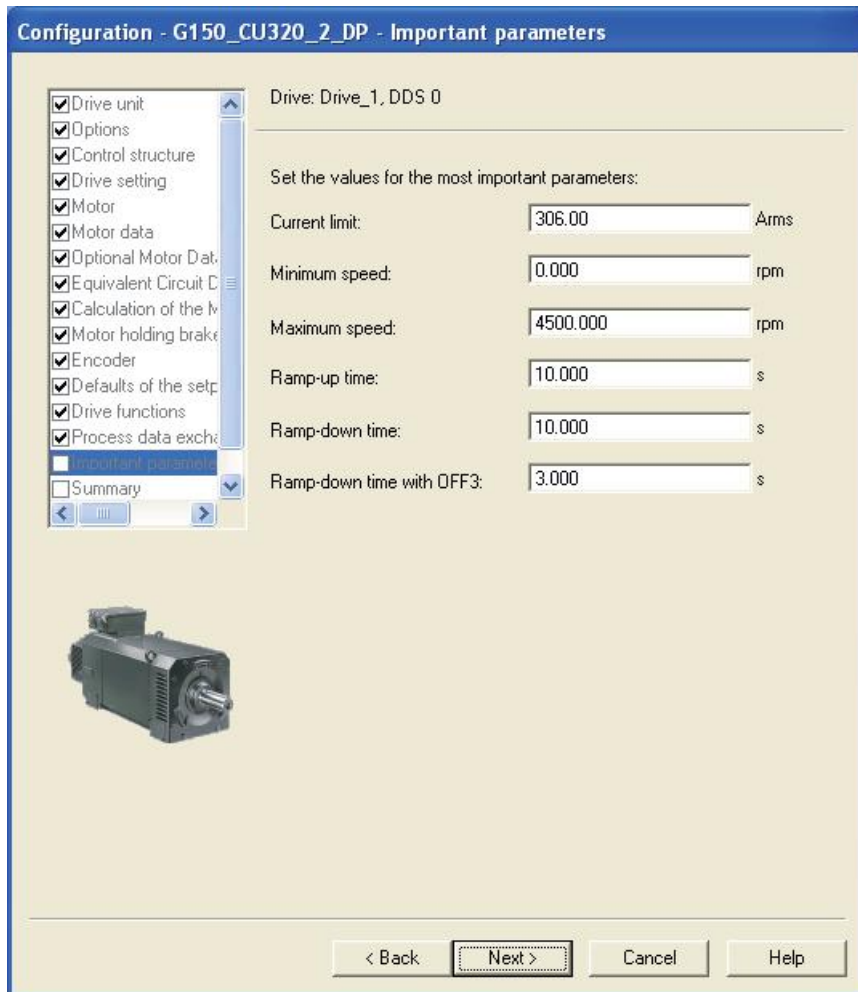 Configuration - G150_CU320_2_DP - Important parameters
Drive unit
Options
Control structure
Drive setting
Motor
Motor data
Optional Motor Dat
Equivalent Circuit D
Calculation of the M
Motor holding brake
Encoder
Defaults of the setp
Drive functions
Process data excha
Important paramete
Summary
Drive: Drive_1, DDS 0
Set the values for the most important parameters:
Current limit: 306.00 Arms
Minimum speed: 0.000 rpm
Maximum speed: 4500.000 rpm
Ramp-up time: 10.000 s
Ramp-down time: 10.000 s
Ramp-down time with OFF3: 3.000 s
< Back Next > Cancel Help